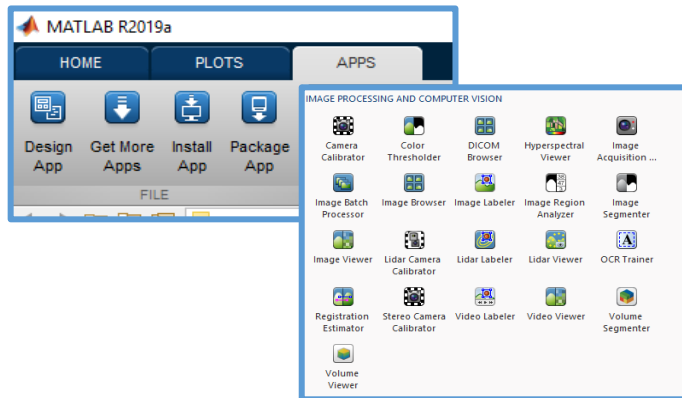 MATLAB R2019a
HOME PLOTS APPS
Design Get More Install Package
App Apps App App
FILE
IMAGE PROCESSING AND COMPUTER VISION
Camera Color DICOM Hyperspectral Image
Calibrator Thresholder Browser Viewer Acquisition ...
Image Batch Image Browser Image Labeler Image Region Image
Processor Analyzer Segmenter
Image Viewer Lidar Camera Lidar Labeler Lidar Viewer OCR Trainer
Calibrator
Registration Stereo Camera Video Labeler Video Viewer Volume
Estimator Calibrator Segmenter
Volume
Viewer